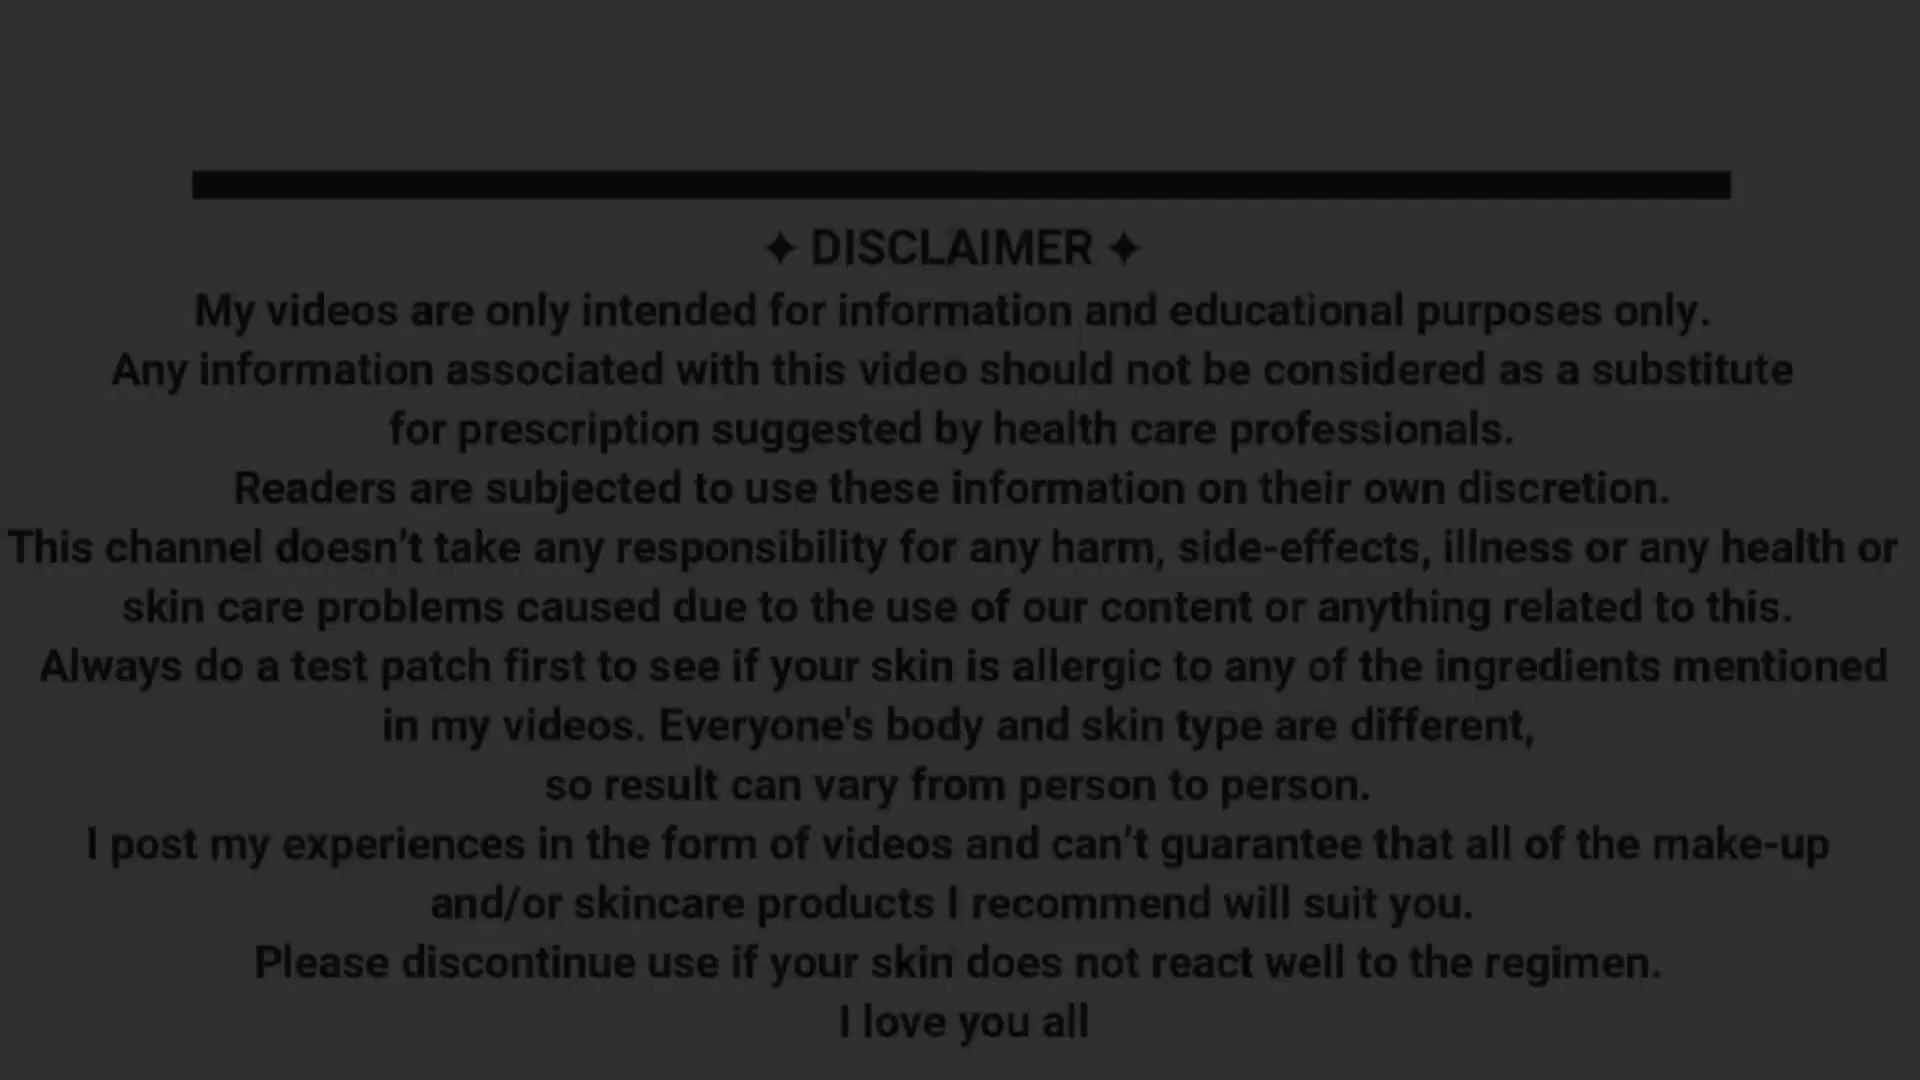 ✦ DISCLAIMER ✦
My videos are only intended for information and educational purposes only.
Any information associated with this video should not be considered as a substitute
for prescription suggested by health care professionals.
Readers are subjected to use these information on their own discretion.
This channel doesn't take any responsibility for any harm, side-effects, illness or any health or
skin care problems caused due to the use of our content or anything related to this.
Always do a test patch first to see if your skin is allergic to any of the ingredients mentioned
in my videos. Everyone's body and skin type are different,
so result can vary from person to person.
I post my experiences in the form of videos and can't guarantee that all of the make-up
and/or skincare products I recommend will suit you.
Please discontinue use if your skin does not react well to the regimen.
I love you all